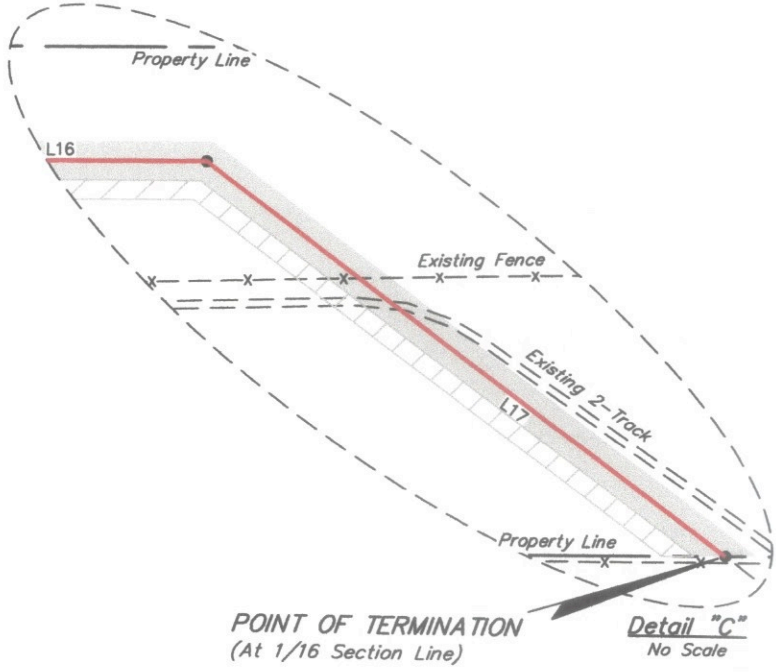 Property Line
L16
Existing Fence
Existing 2-Track
L17
Property Line
POINT OF TERMINATION
(At 1/16 Section Line)
Detail "C"
No Scale